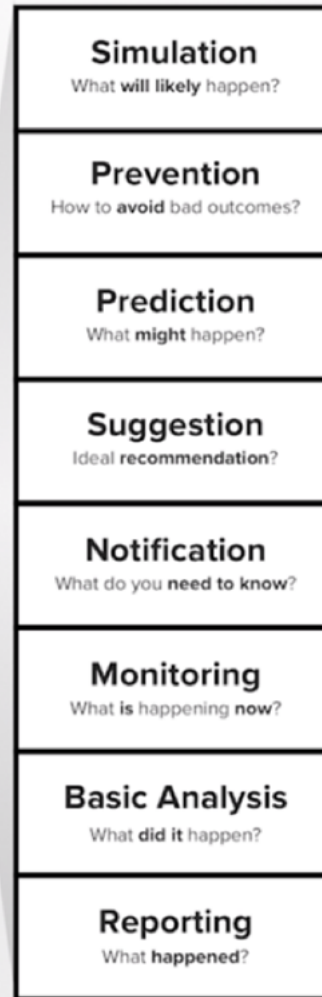 Simulation
What will likely happen?
Prevention
How to avoid bad outcomes?
Prediction
What might happen?
Suggestion
Ideal recommendation?
Notification
What do you need to know?
Monitoring
What is happening now?
Basic Analysis
What did it happen?
Reporting
What happened?